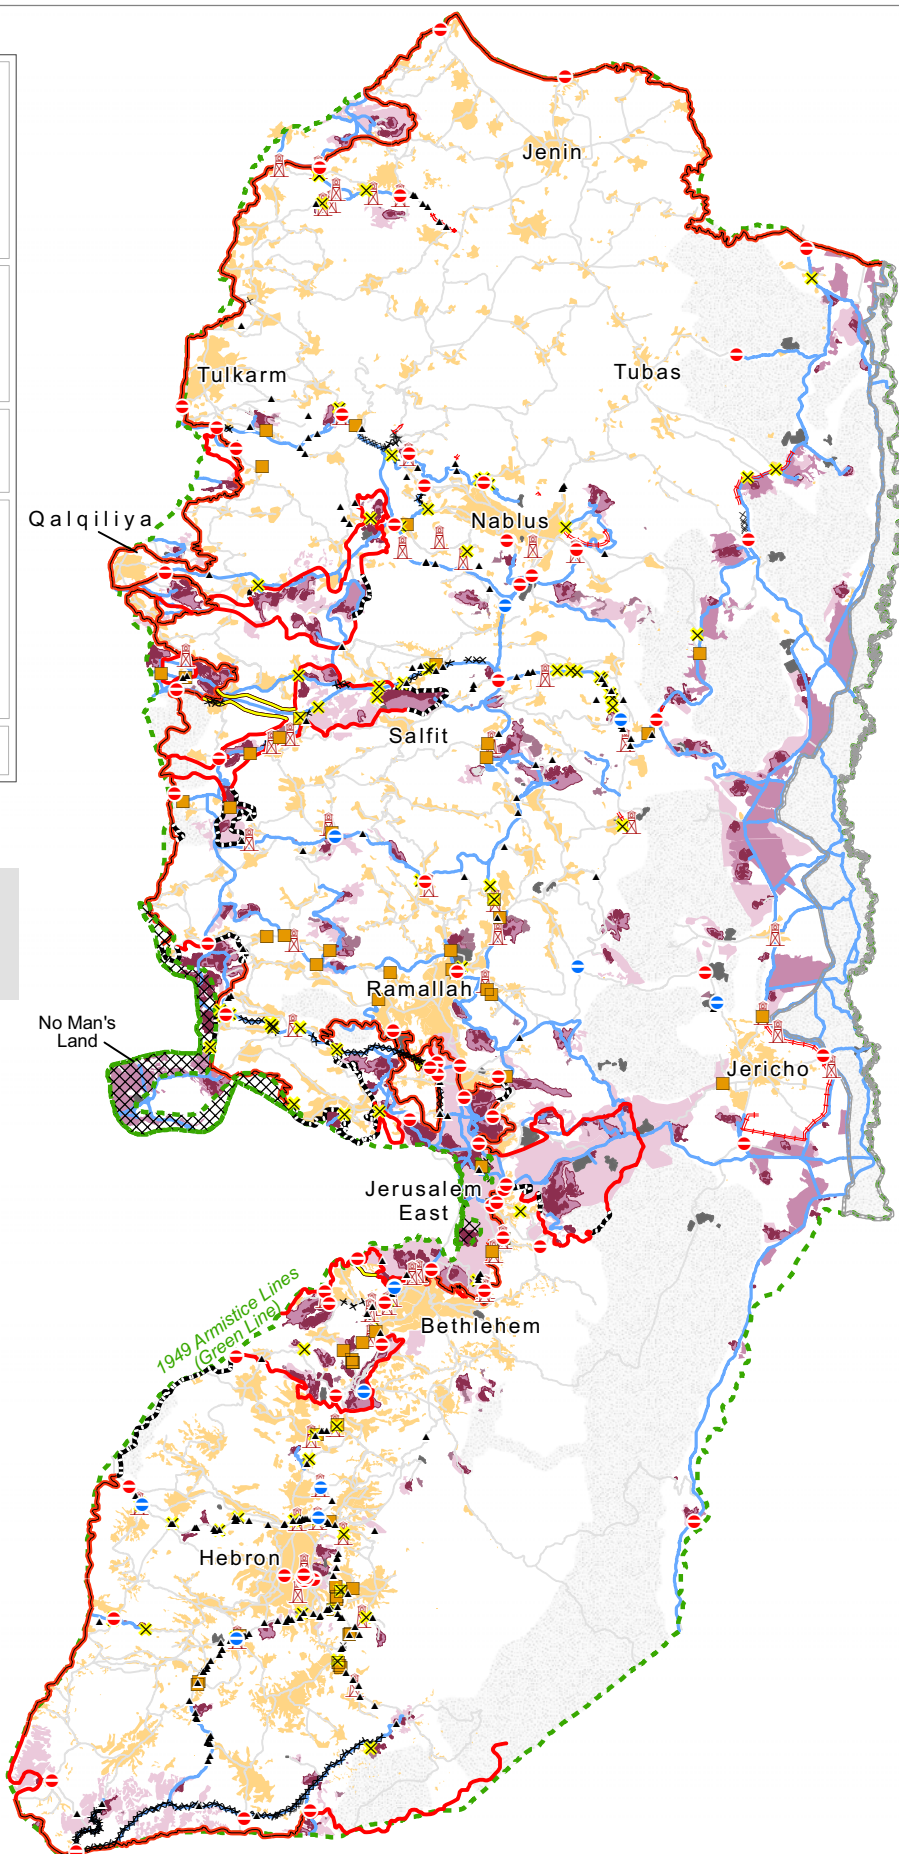 Jenin
Tulkarm
Tubas
Qalqiliya
Nablus
Salfit
Ramallah
No Man's
Land
Jericho
Jerusalem
East
1949 Armistice Lines
(Green Line)
Bethlehem
Hebron